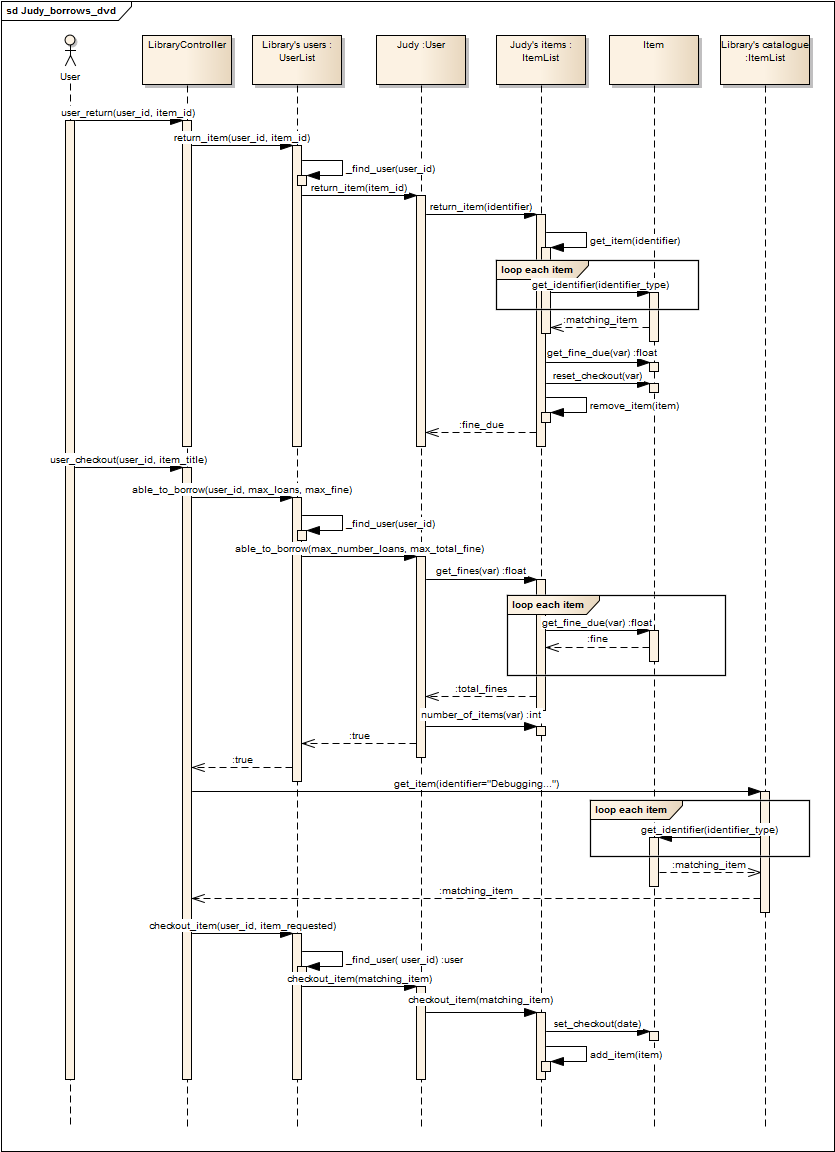 sd Judy_borrows_dvd
User
LibraryController
Library's users :
UserList
Judy :User
Judy's items :
ItemList
Item
Library's catalogue
:ItemList
user_return(user_id, item_id)
return_item(user_id, item_id)
_find_user(user_id)
return_item(item_id)
return_item(identifier)
get_item(identifier)
loop each item
get_identifier(identifier_type)
:matching_item
get_fine_due(var) :float
reset_checkout(var)
remove_item(item)
:fine_due
user_checkout(user_id, item_title)
able_to_borrow(user_id, max_loans, max_fine)
_find_user(user_id)
able_to_borrow(max_number_loans, max_total_fine)
get_fines(var) :float
loop each item
get_fine_due(var) :float
:fine
:total_fines
number_of_items(var) :int
:true
:true
get_item(identifier="Debugging...")
loop each item
get_identifier(identifier_type)
:matching_item
:matching_item
checkout_item(user_id, item_requested)
_find_user( user_id) :user
checkout_item(matching_item)
checkout_item(matching_item)
set_checkout(date)
add_item(item)